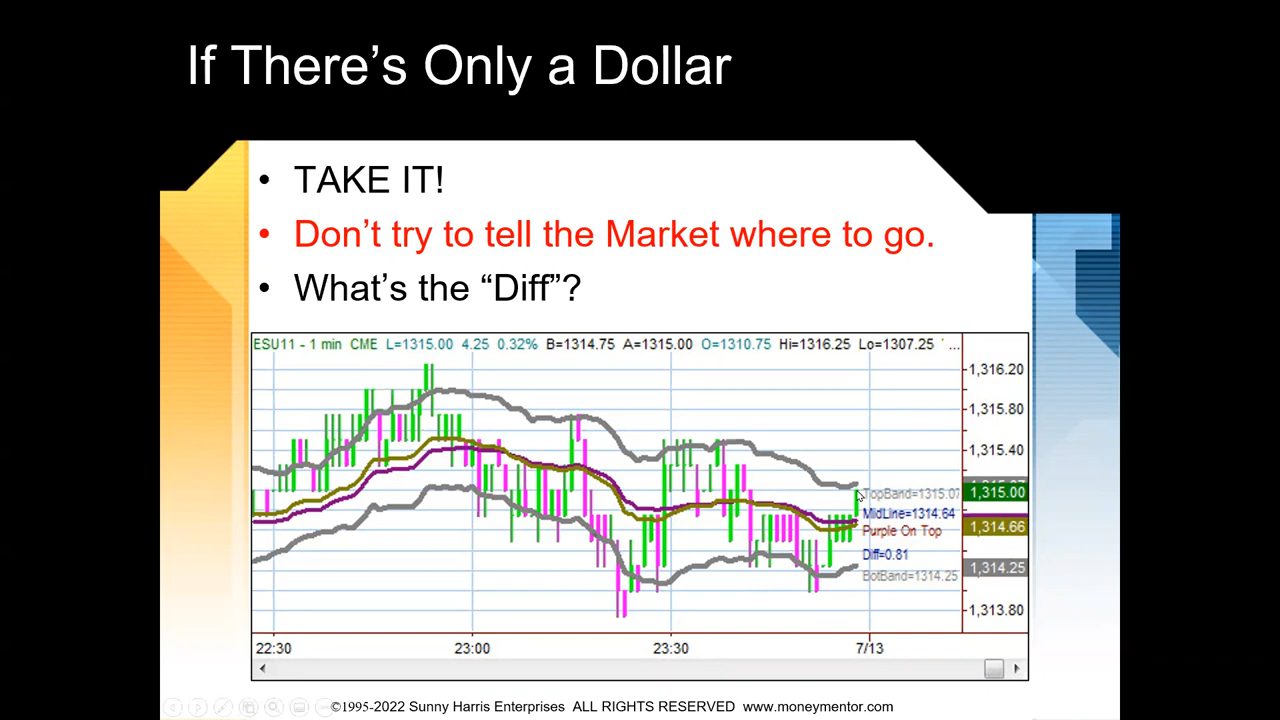 If There’s Only a Dollar
• TAKE IT!
• Don’t try to tell the Market where to go.
• What’s the “Diff”?
ESU11 - 1 min CME L=1315.00 4.25 0.32% B=1314.75 A=1315.00 O=1310.75 Hi=1316.25 Lo=1307.25 ' ...
1,316.20
1,315.80
1,315.40
TopBand=1315.07
1,315.00
MidLine=1314.64
1,314.66
Purple On Top
Diff=0.81
1,314.25
BotBand=1314.25
1,313.80
22:30 23:00 23:30 7/13
©1995-2022 Sunny Harris Enterprises ALL RIGHTS RESERVED www.moneymentor.com